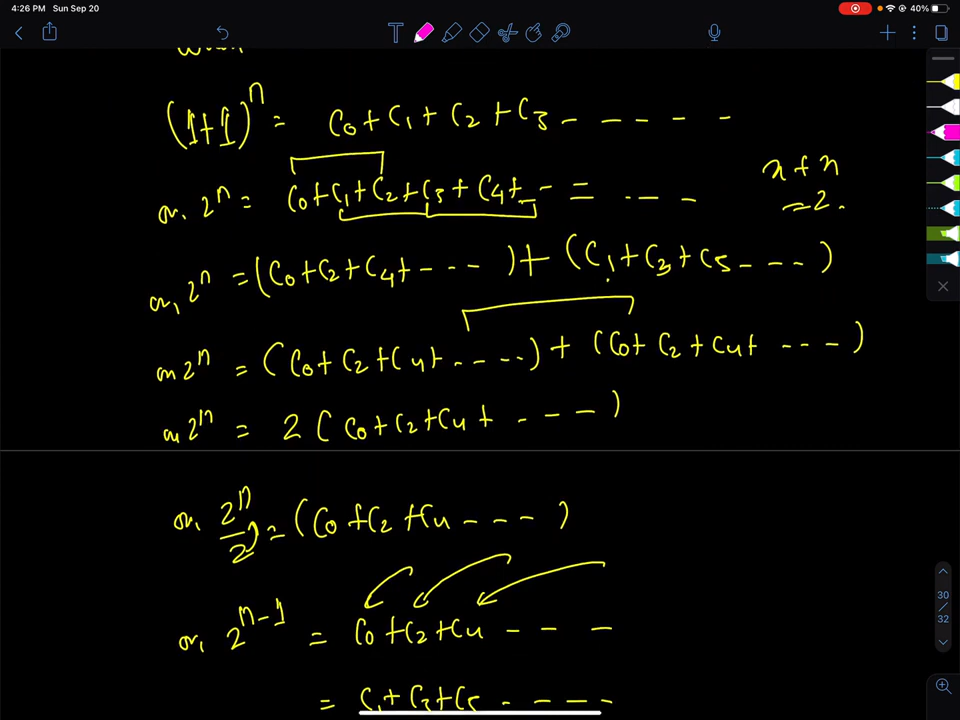 4:26 PM Sun Sep 20
40%
(1+1)^n = C0 + C1 + C2 + C3 - - - - -
or, 2^n = C0 + C1 + C2 + C3 + C4 + - - = - - - -
x + x
= 2.
or, 2^n = (C0 + C2 + C4 + - - - -) + (C1 + C3 + C5 - - - -)
or 2^n = (C0 + C2 + C4 + - - - - -) + (C0 + C2 + C4 + - - - -)
or 2^n = 2 (C0 + C2 + C4 + - - - -)
or, 2^n/2 = (C0 + C2 + C4 - - - -)
or, 2^n-1 = C0 + C2 + C4 - - -
= C1 + C3 + C5 - - - - -
30
/
32